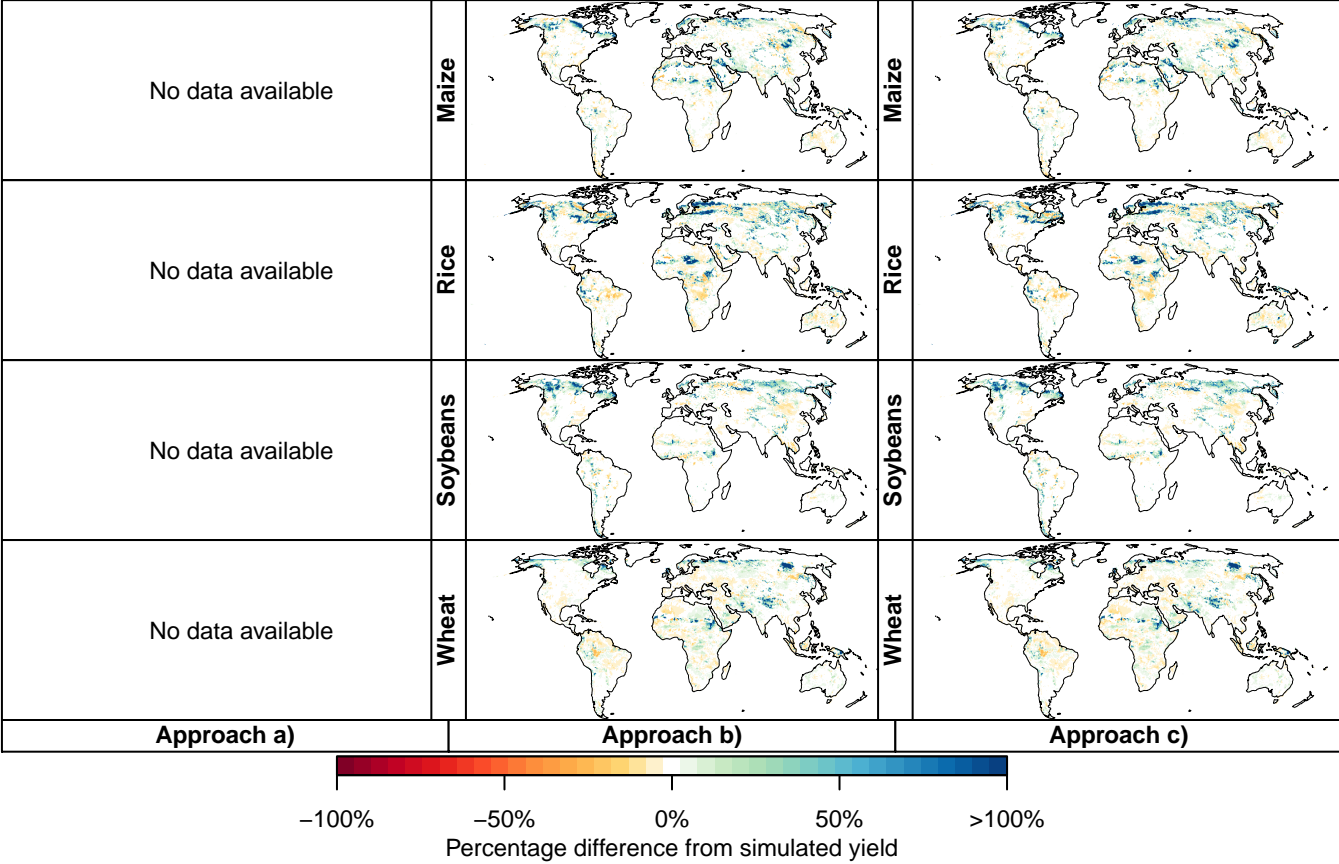 No data available
Maize
Maize
No data available
Rice
Rice
No data available
Soybeans
Soybeans
No data available
Wheat
Wheat
Approach a)
Approach b)
Approach c)
−100%
−50%
0%
50%
>100%
Percentage difference from simulated yield